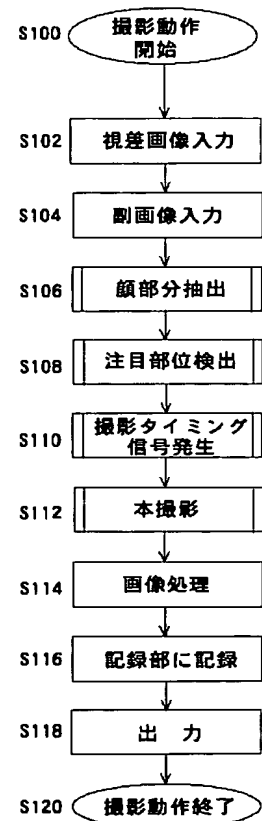 S100 撮影動作
開始
S102 視差画像入力
S104 副画像入力
S106 顔部分抽出
S108 注目部位検出
S110 撮影タイミング
信号発生
S112 本撮影
S114 画像処理
S116 記録部に記録
S118 出 力
S120 撮影動作終了